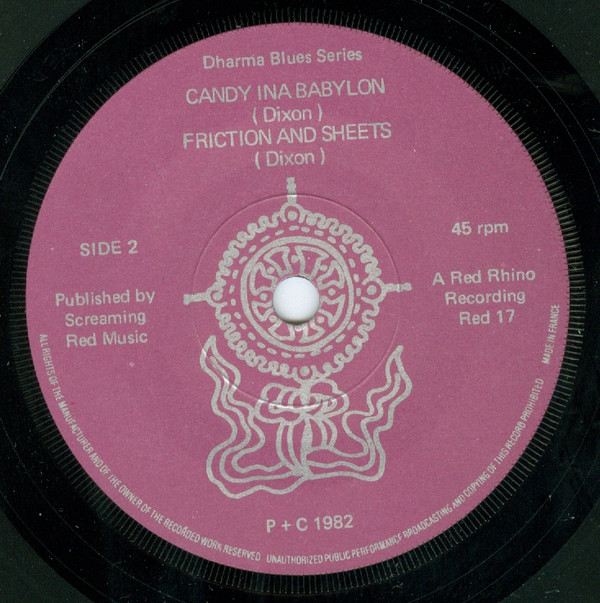 Dharma Blues Series
CANDY INA BABYLON
( Dixon )
FRICTION AND SHEETS
( Dixon )
SIDE 2
45 rpm
Published by
Screaming
Red Music
A Red Rhino
Recording
Red 17
P + C 1982
ALL RIGHTS OF THE MANUFACTURER AND OF THE OWNER OF THE RECORDED WORK RESERVED   UNAUTHORIZED PUBLIC PERFORMANCE BROADCASTING AND COPYING OF THIS RECORD PROHIBITED   MADE IN FRANCE